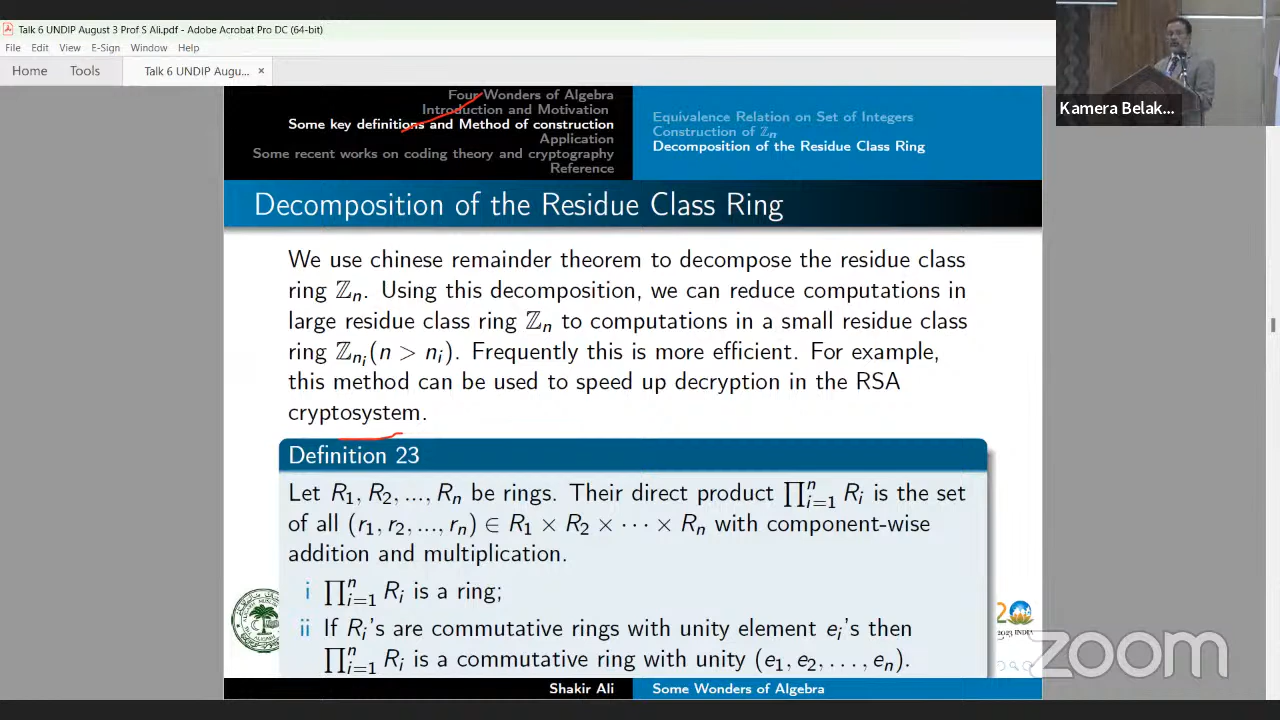 Talk 6 UNDIP August 3 Prof S Ali.pdf - Adobe Acrobat Pro DC (64-bit)
File Edit View E-Sign Window Help
Home Tools Talk 6 UNDIP Augu... ×
Four Wonders of Algebra
Introduction and Motivation
Some key definitions and Method of construction
Application
Some recent works on coding theory and cryptography
Reference
Equivalence Relation on Set of Integers
Construction of ℤₙ
Decomposition of the Residue Class Ring
Kamera Belak...
Decomposition of the Residue Class Ring
We use chinese remainder theorem to decompose the residue class
ring ℤₙ. Using this decomposition, we can reduce computations in
large residue class ring ℤₙ to computations in a small residue class
ring ℤ_{n_i}(n > n_i). Frequently this is more efficient. For example,
this method can be used to speed up decryption in the RSA
cryptosystem.
Definition 23
Let R₁, R₂, ..., Rₙ be rings. Their direct product ∏ⁿᵢ₌₁ Rᵢ is the set
of all (r₁, r₂, ..., rₙ) ∈ R₁ × R₂ × ⋯ × Rₙ with component-wise
addition and multiplication.
i ∏ⁿᵢ₌₁ Rᵢ is a ring;
ii If Rᵢ's are commutative rings with unity element eᵢ's then
∏ⁿᵢ₌₁ Rᵢ is a commutative ring with unity (e₁, e₂, . . . , eₙ).
Shakir Ali Some Wonders of Algebra
zoom